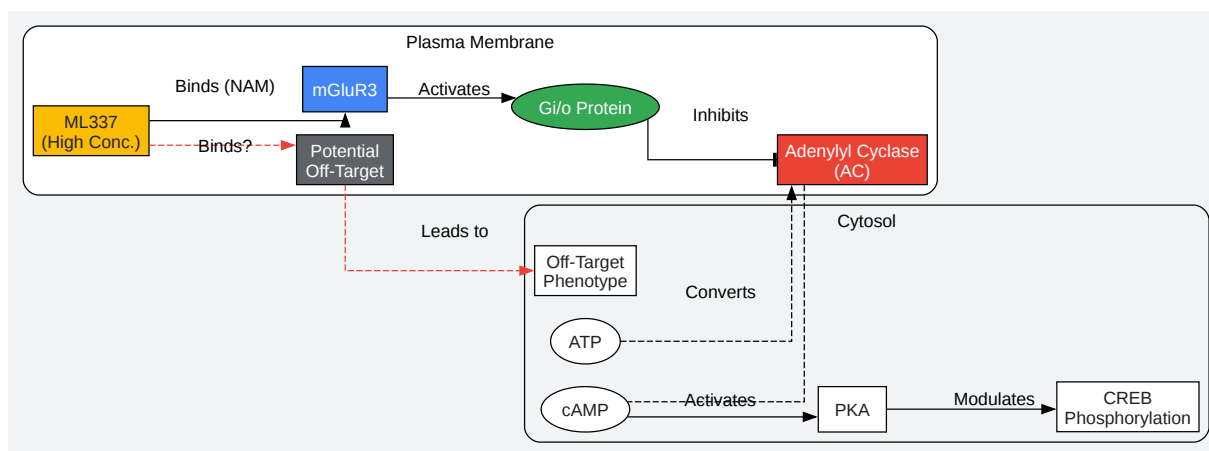 Plasma Membrane
Binds (NAM)
mGluR3
Activates
Gi/o Protein
Inhibits
ML337
(High Conc.)
Binds?
Potential
Off-Target
Adenylyl Cyclase
(AC)
Leads to
Cytosol
Off-Target
Phenotype
Converts
ATP
cAMP
Activates
PKA
Modulates
CREB
Phosphorylation